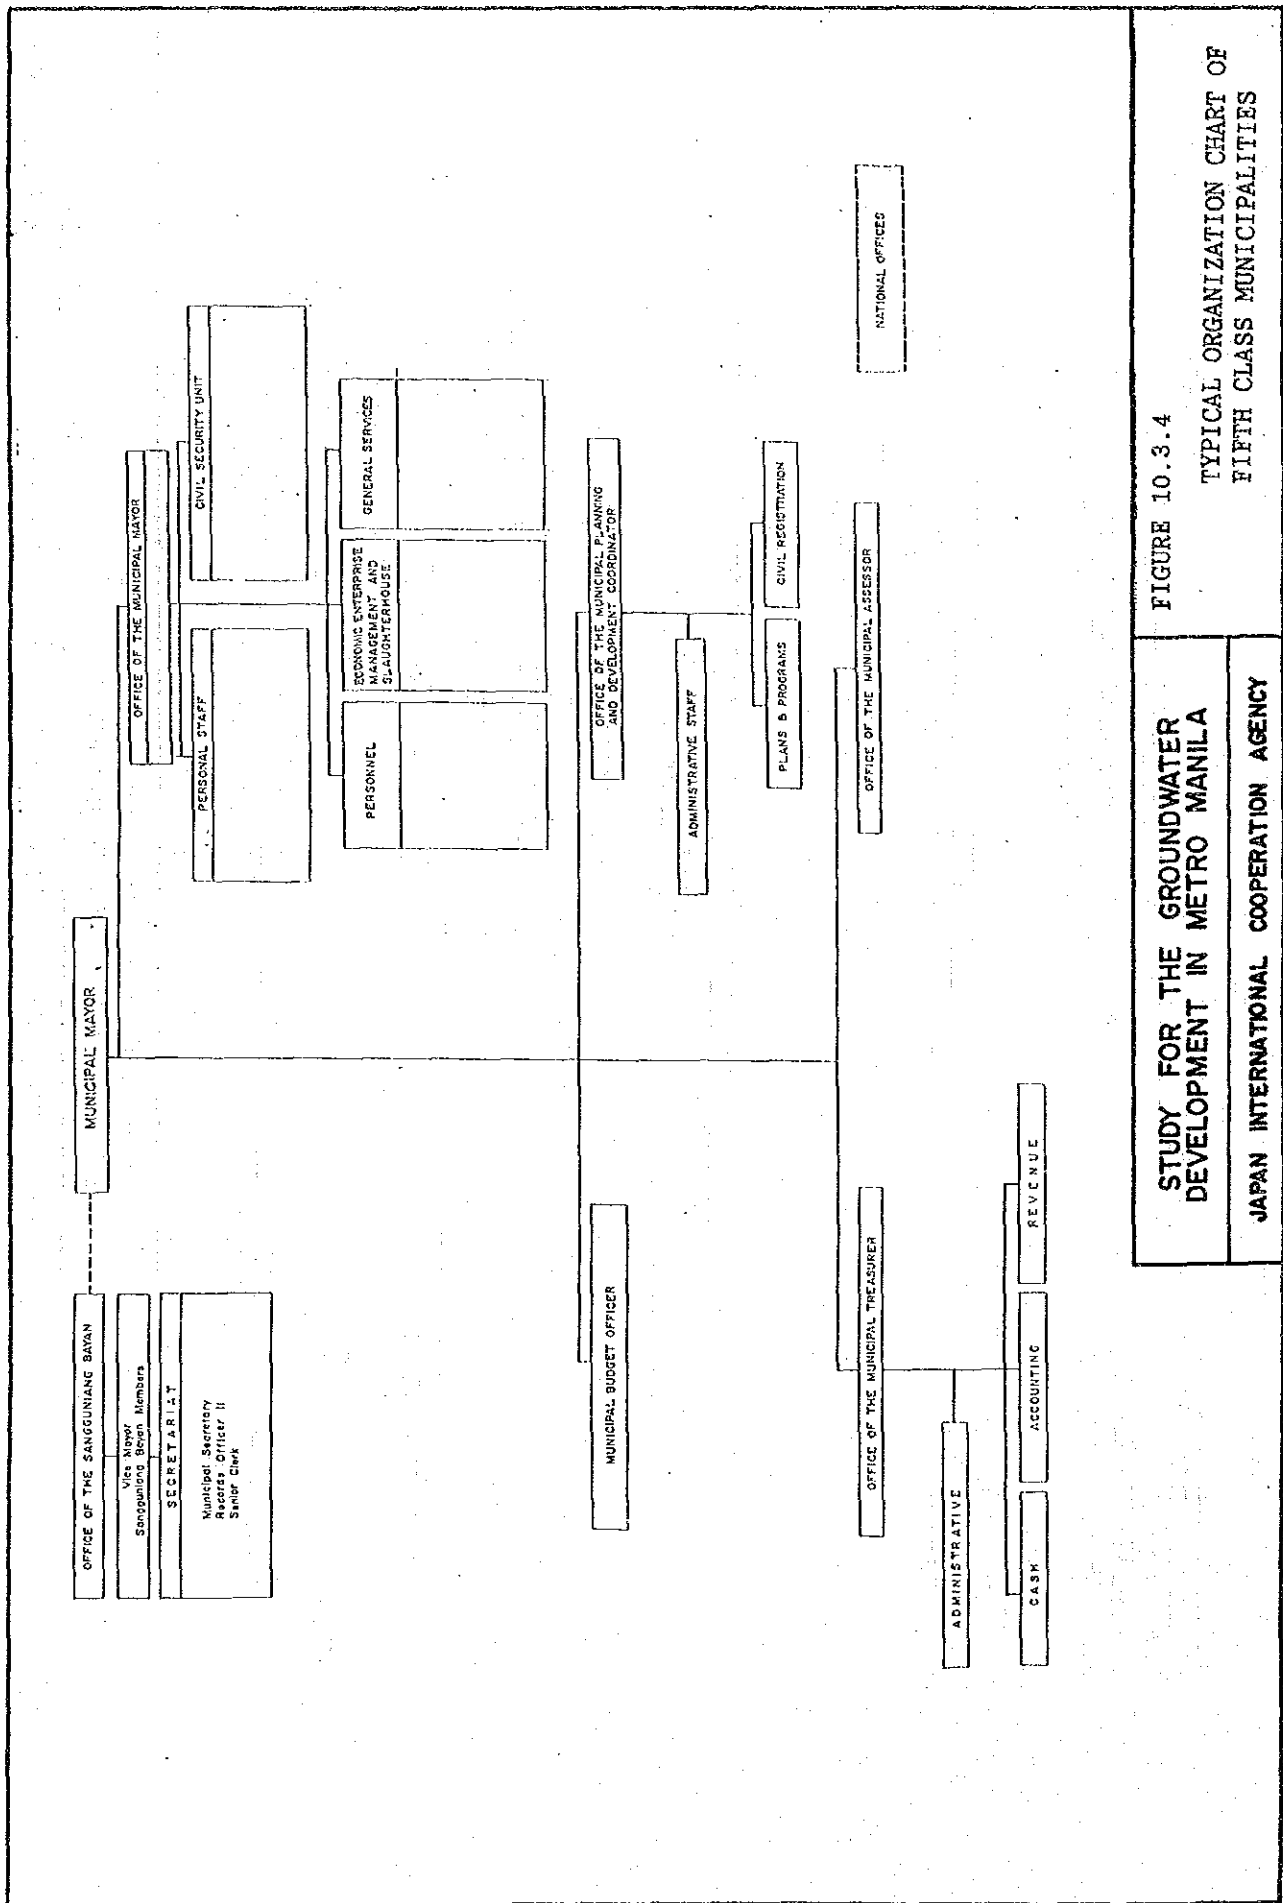 MUNICIPAL MAYOR
OFFICE OF THE SANGGUNIANG BAYAN
Vice Mayor
Sangguniang Bayan Members
SECRETARIAT
Municipal Secretary
Records Officer II
Senior Clerk
OFFICE OF THE MUNICIPAL MAYOR
PERSONAL STAFF
CIVIL SECURITY UNIT
PERSONNEL
ECONOMIC ENTERPRISE
MANAGEMENT AND
SLAUGHTERHOUSE
GENERAL SERVICES
MUNICIPAL BUDGET OFFICER
OFFICE OF THE MUNICIPAL PLANNING
AND DEVELOPMENT COORDINATOR
ADMINISTRATIVE STAFF
PLANS & PROGRAMS
CIVIL REGISTRATION
OFFICE OF THE MUNICIPAL TREASURER
ADMINISTRATIVE
CASH
ACCOUNTING
REVENUE
OFFICE OF THE MUNICIPAL ASSESSOR
NATIONAL OFFICES
STUDY FOR THE GROUNDWATER
DEVELOPMENT IN METRO MANILA
JAPAN INTERNATIONAL COOPERATION AGENCY
FIGURE 10.3.4
TYPICAL ORGANIZATION CHART OF
FIFTH CLASS MUNICIPALITIES